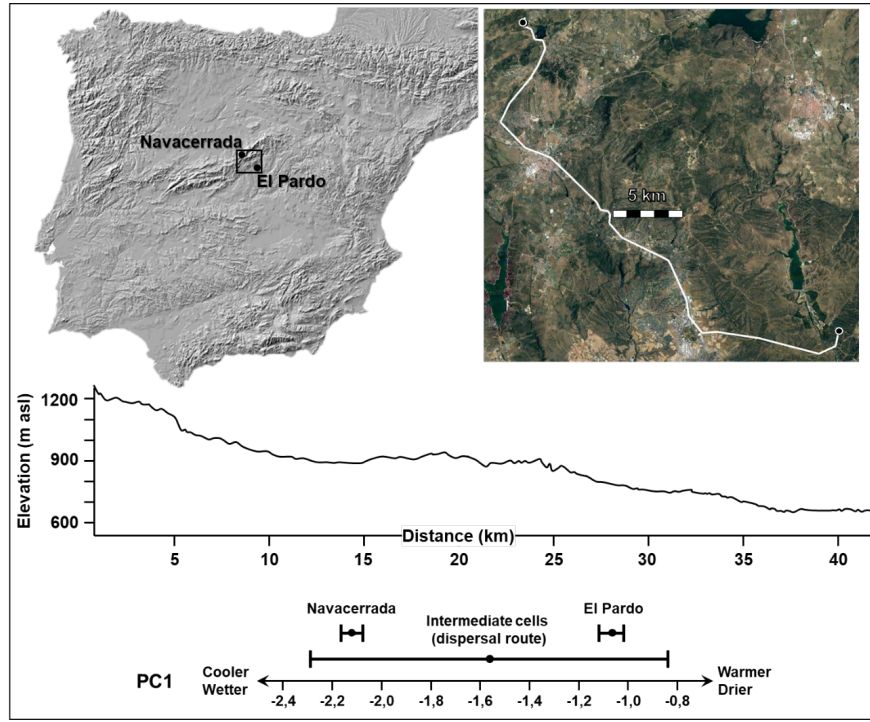 Navacerrada
El Pardo
5 km
Elevation (m asl)
1200
900
600
Distance (km)
5
10
15
20
25
30
35
40
Navacerrada
El Pardo
Intermediate cells
(dispersal route)
PC1
Cooler
Wetter
Warmer
Drier
-2,4
-2,2
-2,0
-1,8
-1,6
-1,4
-1,2
-1,0
-0,8